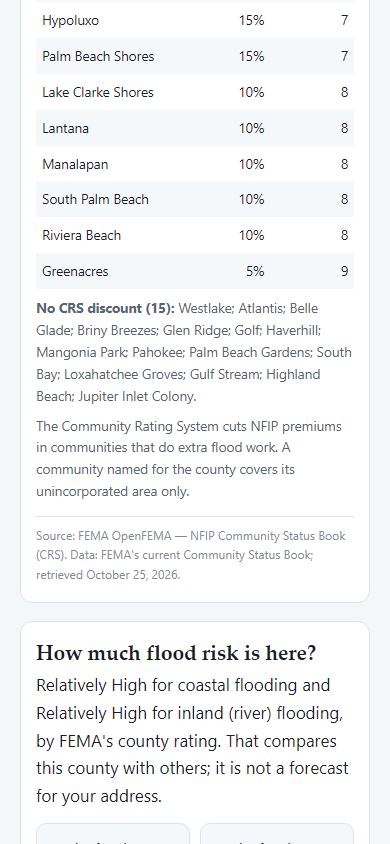 Hypoluxo 15% 7
Palm Beach Shores 15% 7
Lake Clarke Shores 10% 8
Lantana 10% 8
Manalapan 10% 8
South Palm Beach 10% 8
Riviera Beach 10% 8
Greenacres 5% 9
No CRS discount (15): Westlake; Atlantis; Belle
Glade; Briny Breezes; Glen Ridge; Golf; Haverhill;
Mangonia Park; Pahokee; Palm Beach Gardens; South
Bay; Loxahatchee Groves; Gulf Stream; Highland
Beach; Jupiter Inlet Colony.
The Community Rating System cuts NFIP premiums
in communities that do extra flood work. A
community named for the county covers its
unincorporated area only.
Source: FEMA OpenFEMA — NFIP Community Status Book
(CRS). Data: FEMA's current Community Status Book;
retrieved October 25, 2026.
How much flood risk is here?
Relatively High for coastal flooding and
Relatively High for inland (river) flooding,
by FEMA's county rating. That compares
this county with others; it is not a forecast
for your address.